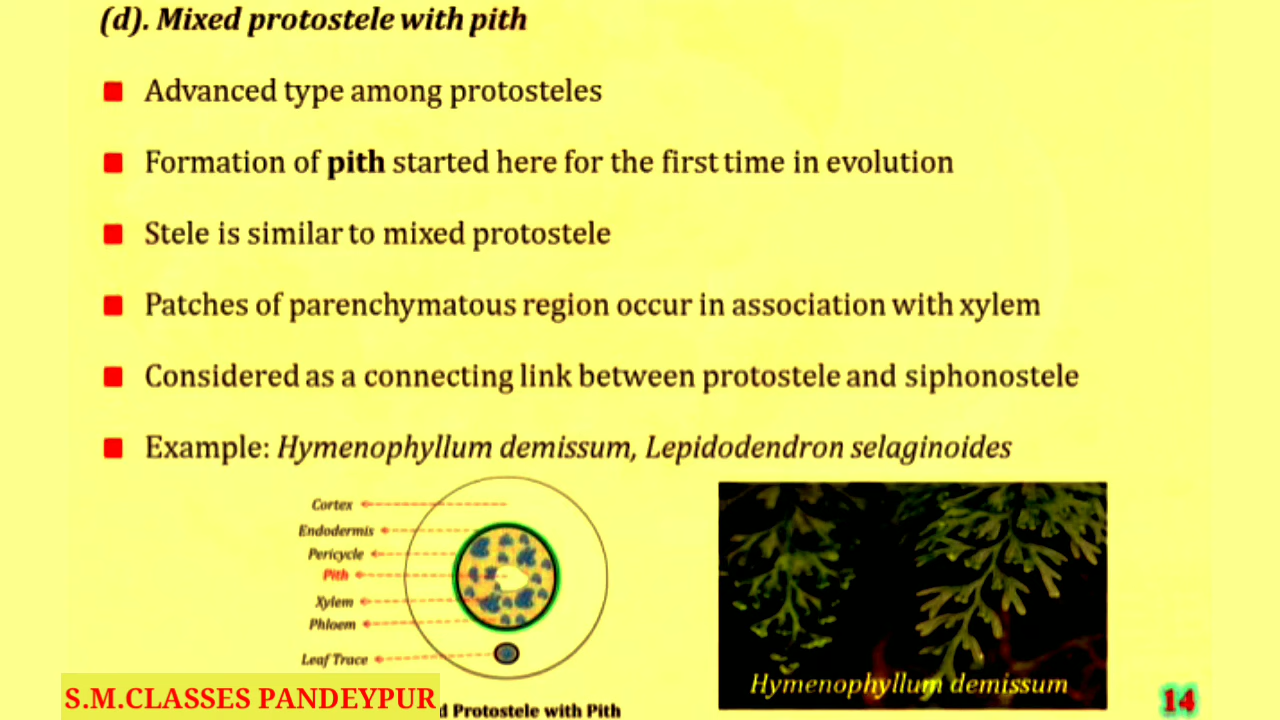 (d). Mixed protostele with pith
Advanced type among protosteles
Formation of pith started here for the first time in evolution
Stele is similar to mixed protostele
Patches of parenchymatous region occur in association with xylem
Considered as a connecting link between protostele and siphonostele
Example: Hymenophyllum demissum, Lepidodendron selaginoides
Cortex
Endodermis
Pericycle
Pith
Xylem
Phloem
Leaf Trace
d Protostele with Pith
Hymenophyllum demissum
S.M.CLASSES PANDEYPUR
14